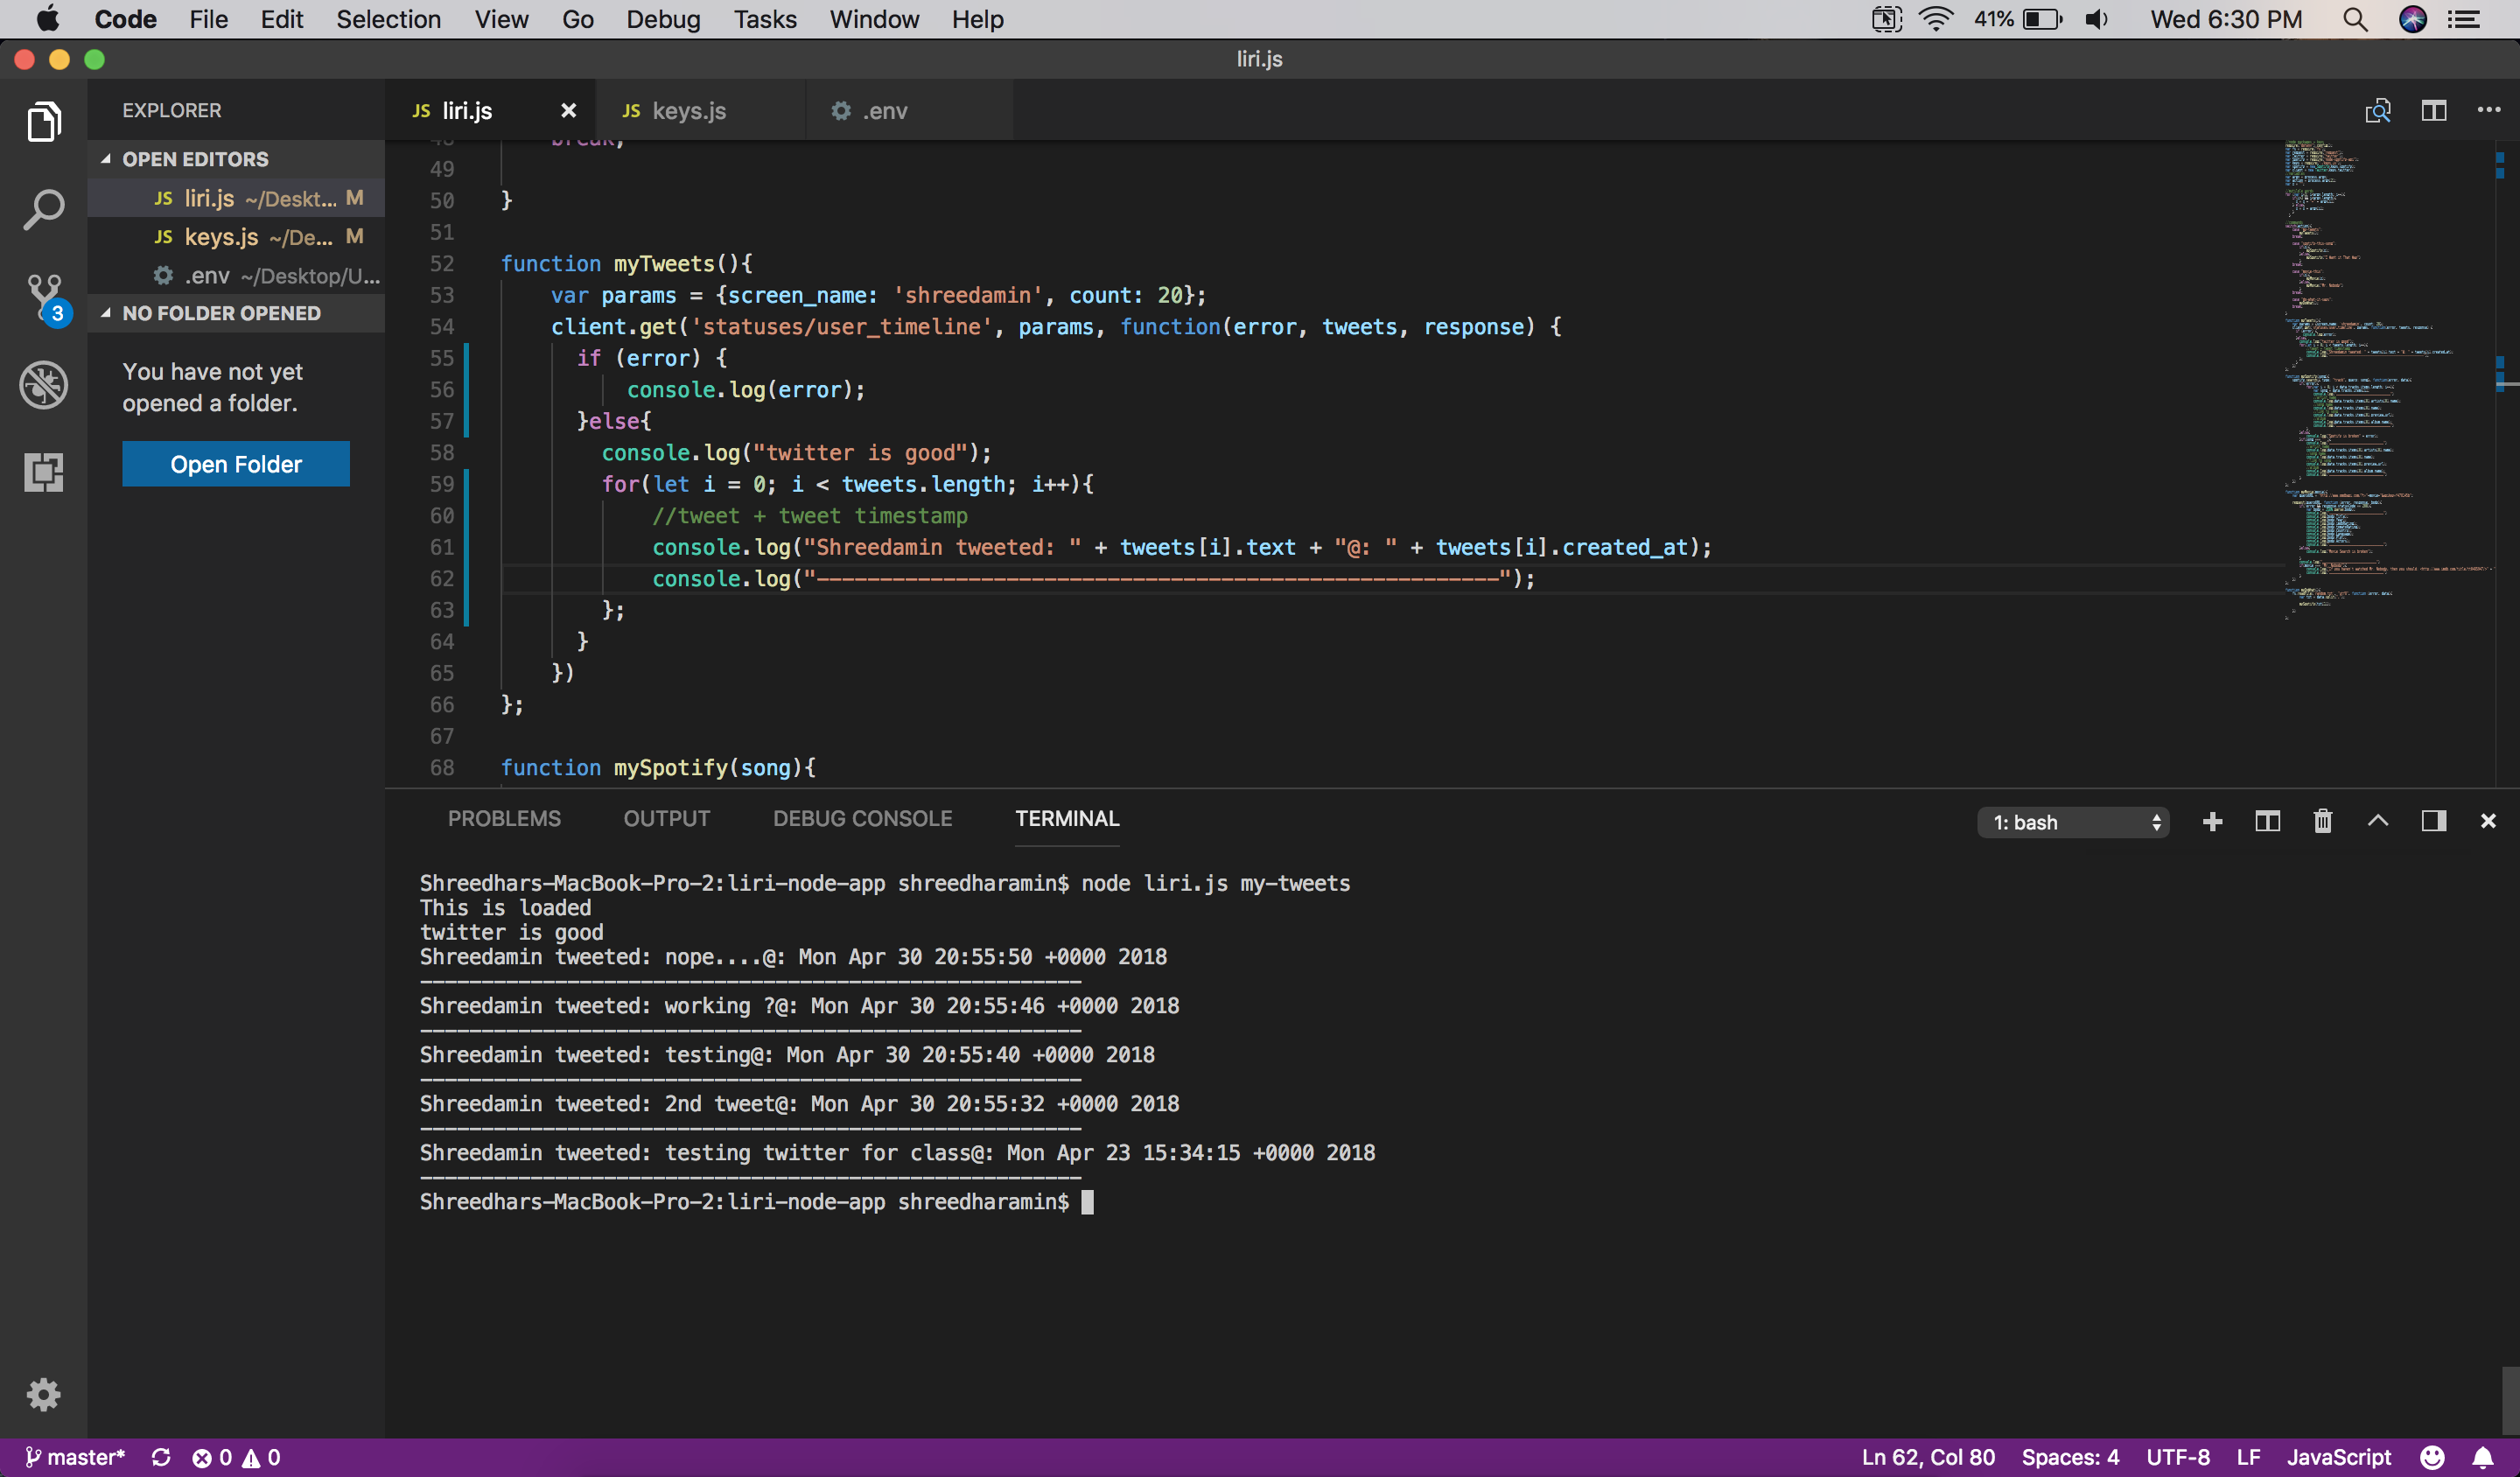 Code File Edit Selection View Go Debug Tasks Window Help 41% Wed 6:30 PM
liri.js
EXPLORER
JS liri.js
JS keys.js
.env
OPEN EDITORS
JS liri.js ~/Deskt... M
JS keys.js ~/De... M
.env ~/Desktop/U...
3
NO FOLDER OPENED
You have not yet
opened a folder.
Open Folder
48 break;
49
50 }
51
52 function myTweets(){
53 var params = {screen_name: 'shreedamin', count: 20};
54 client.get('statuses/user_timeline', params, function(error, tweets, response) {
55 if (error) {
56 console.log(error);
57 }else{
58 console.log("twitter is good");
59 for(let i = 0; i < tweets.length; i++){
60 //tweet + tweet timestamp
61 console.log("Shreedamin tweeted: " + tweets[i].text + "@: " + tweets[i].created_at);
62 console.log("------------------------------------------------------");
63 };
64 }
65 })
66 };
67
68 function mySpotify(song){
PROBLEMS OUTPUT DEBUG CONSOLE TERMINAL 1: bash
Shreedhars-MacBook-Pro-2:liri-node-app shreedharamin$ node liri.js my-tweets
This is loaded
twitter is good
Shreedamin tweeted: nope....@: Mon Apr 30 20:55:50 +0000 2018
------------------------------------------------------
Shreedamin tweeted: working ?@: Mon Apr 30 20:55:46 +0000 2018
------------------------------------------------------
Shreedamin tweeted: testing@: Mon Apr 30 20:55:40 +0000 2018
------------------------------------------------------
Shreedamin tweeted: 2nd tweet@: Mon Apr 30 20:55:32 +0000 2018
------------------------------------------------------
Shreedamin tweeted: testing twitter for class@: Mon Apr 23 15:34:15 +0000 2018
------------------------------------------------------
Shreedhars-MacBook-Pro-2:liri-node-app shreedharamin$
master* 0 0 Ln 62, Col 80 Spaces: 4 UTF-8 LF JavaScript